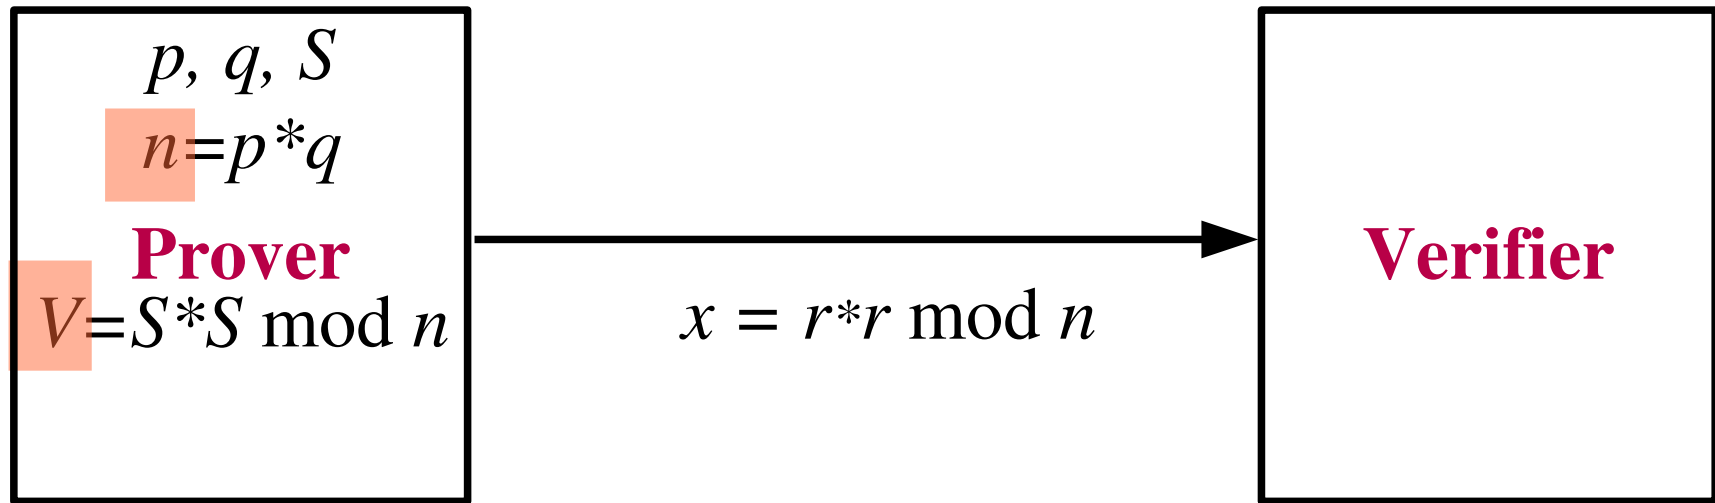 p, q, S
n=p*q
Prover
V=S*S mod n
x = r*r mod n
Verifier